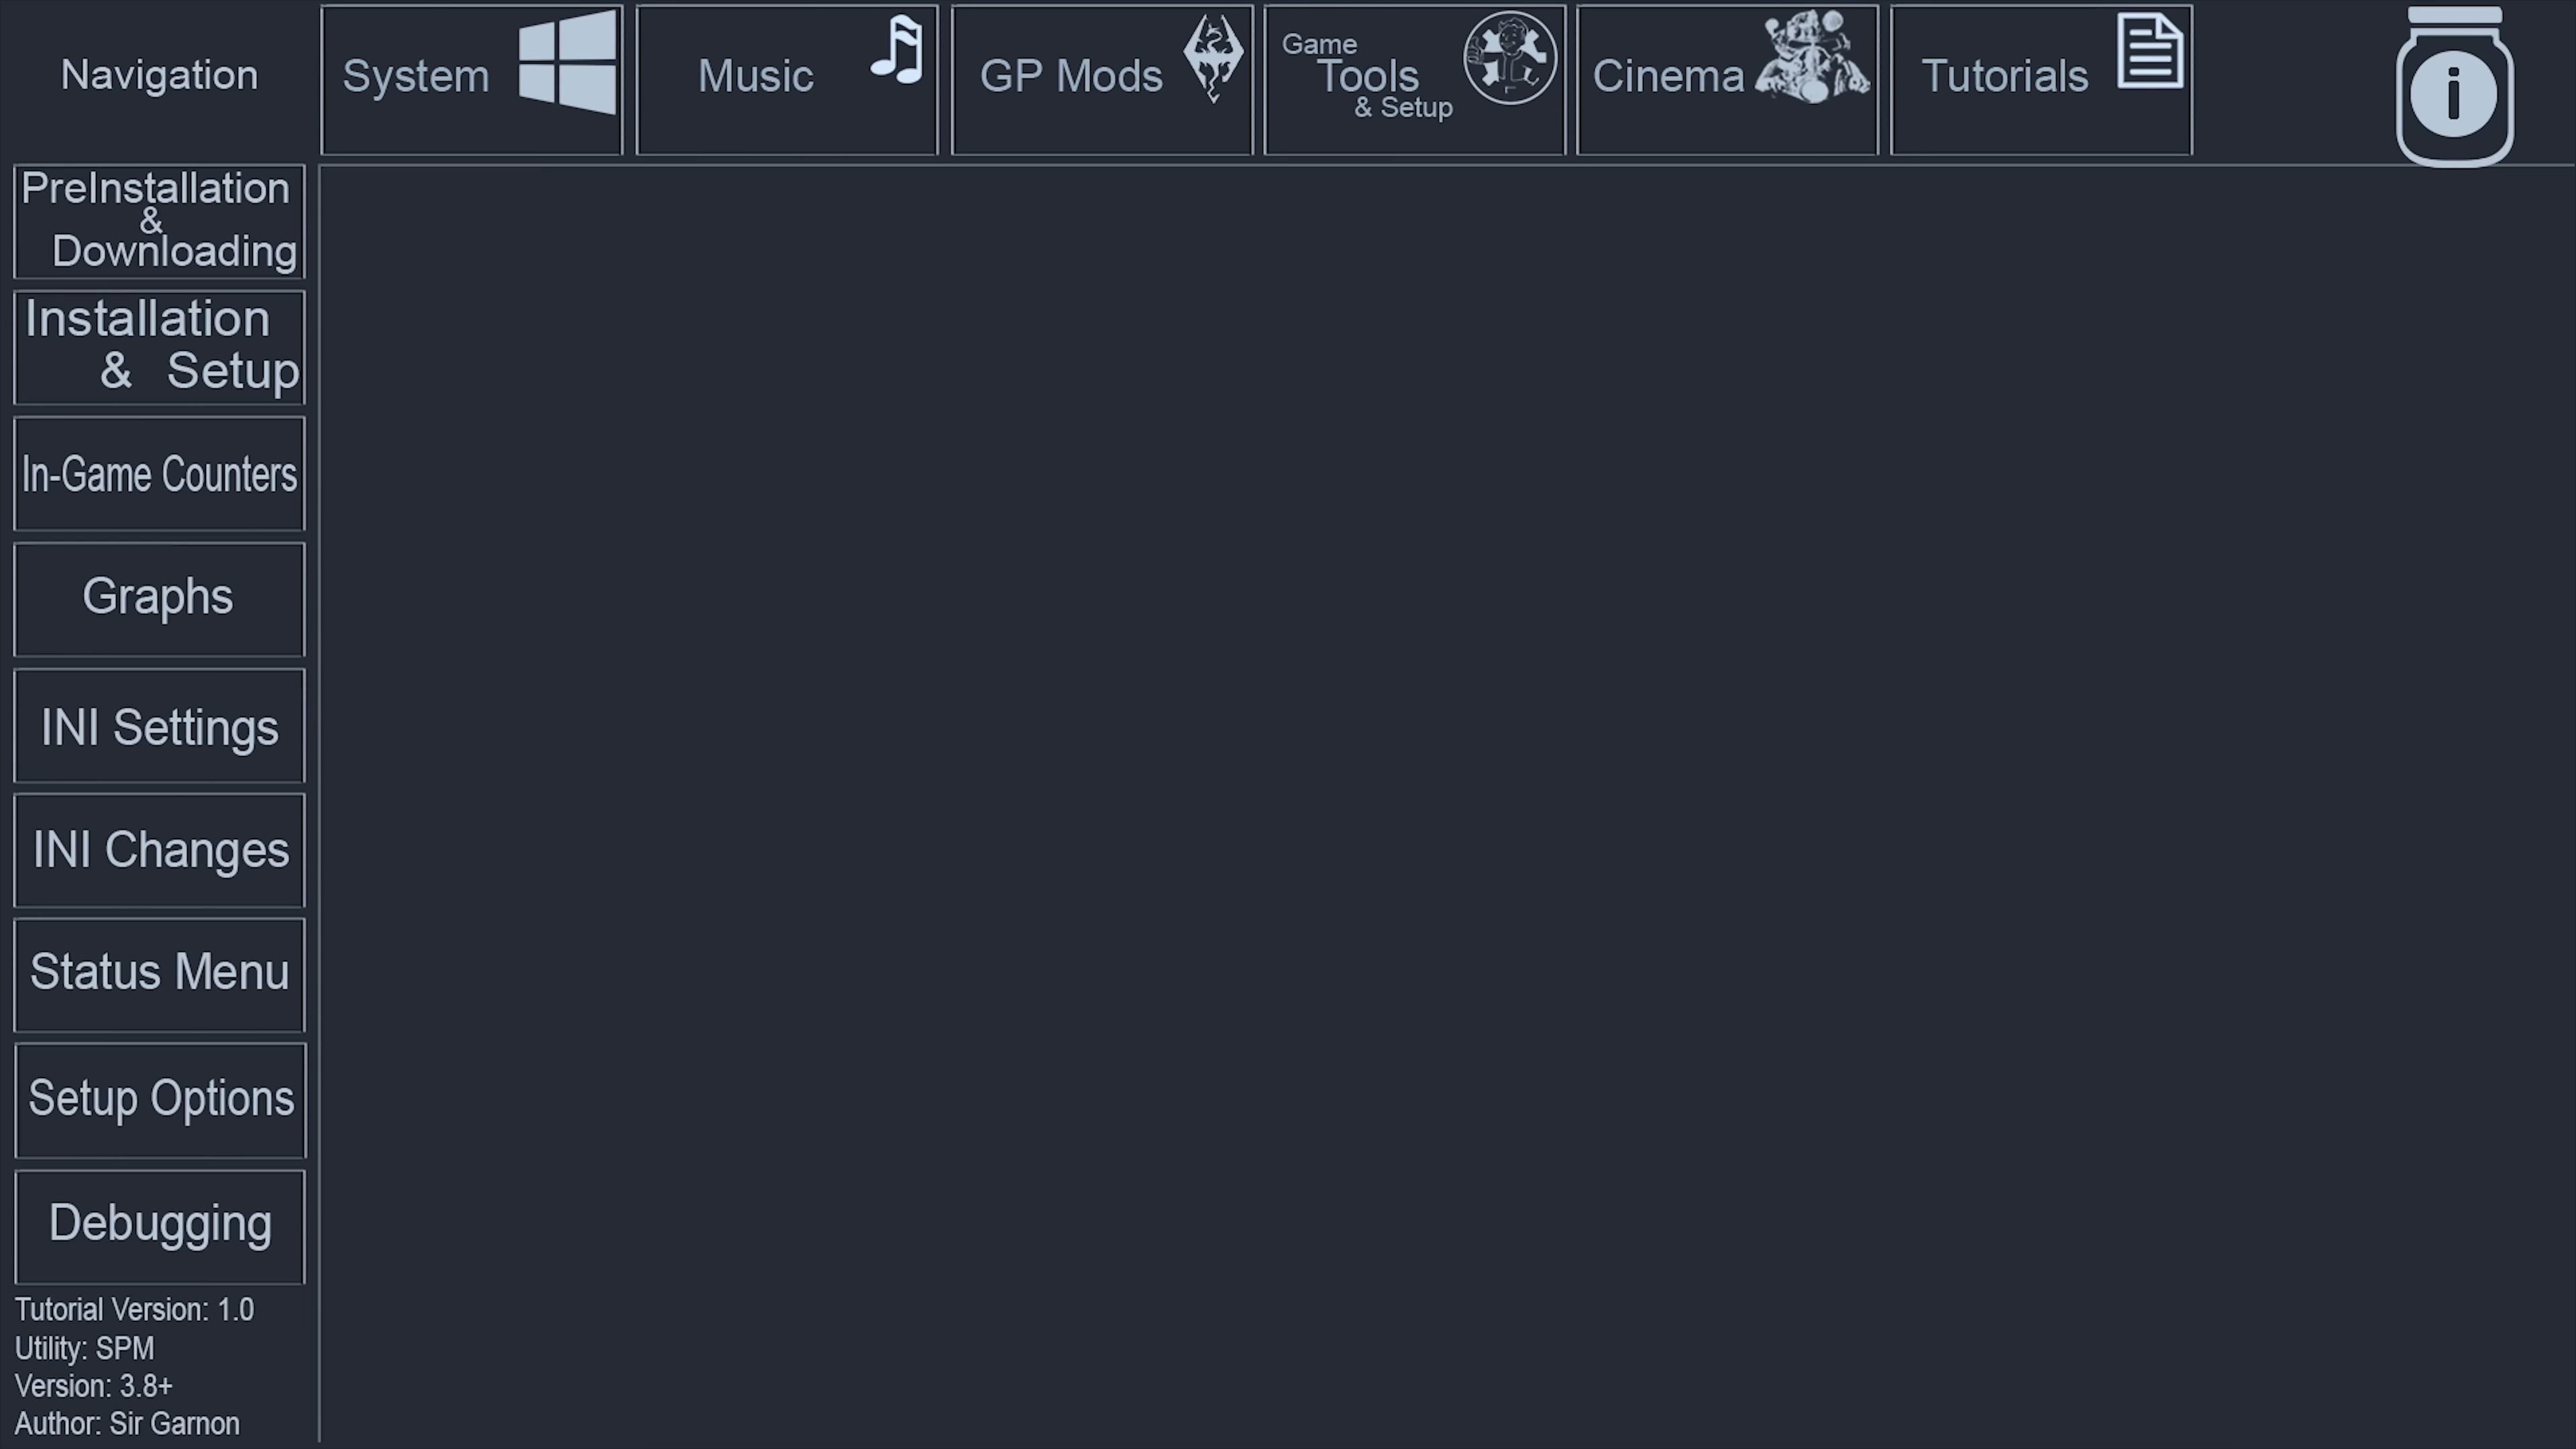 Navigation
System
Music
GP Mods
Game
Tools
& Setup
Cinema
Tutorials
i
PreInstallation
&
Downloading
Installation
& Setup
In-Game Counters
Graphs
INI Settings
INI Changes
Status Menu
Setup Options
Debugging
Tutorial Version: 1.0
Utility: SPM
Version: 3.8+
Author: Sir Garnon